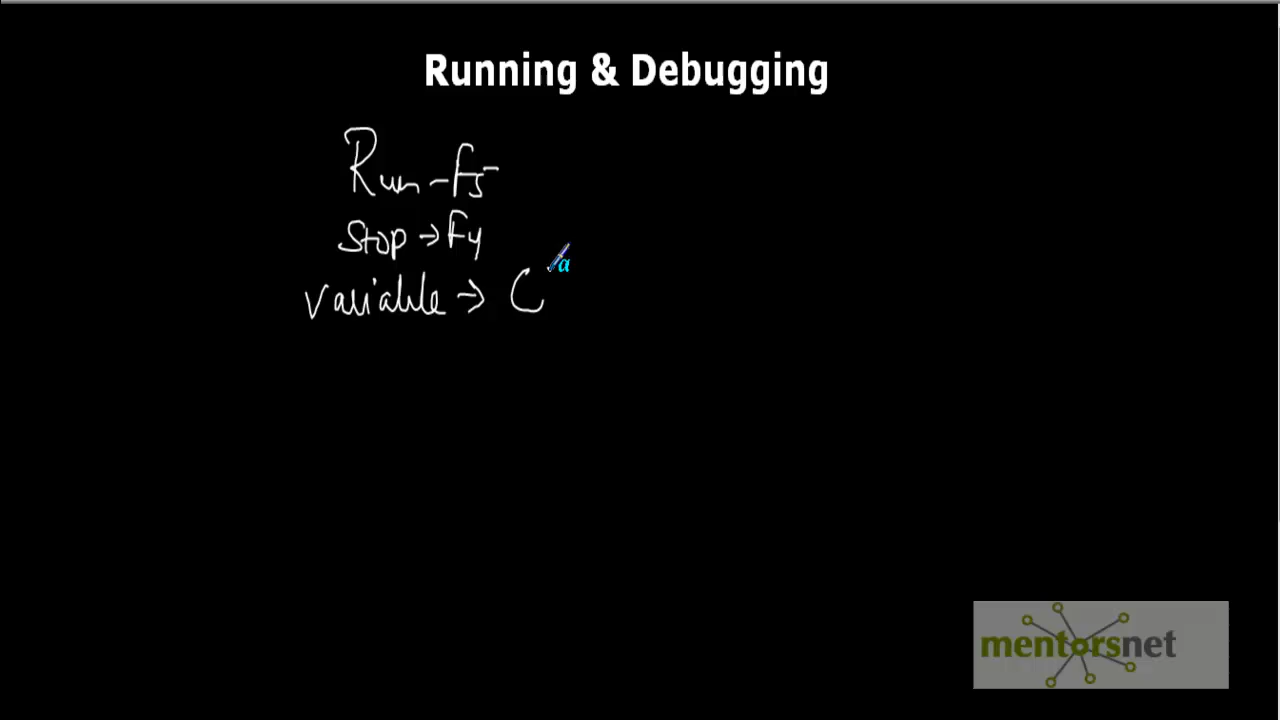 Running & Debugging
Run - F5
Stop → F4
Variable → C
a
mentorsnet